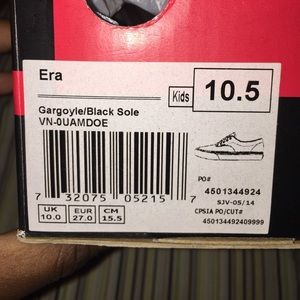 Era
Kids 10.5
Gargoyle/Black Sole
VN-0UAMDOE
7 32075 05215 7
PO#
4501344924
SJV-05/14
CPSIA PO/CUT#
450134492409999
UK EUR CM
10.0 27.0 15.5